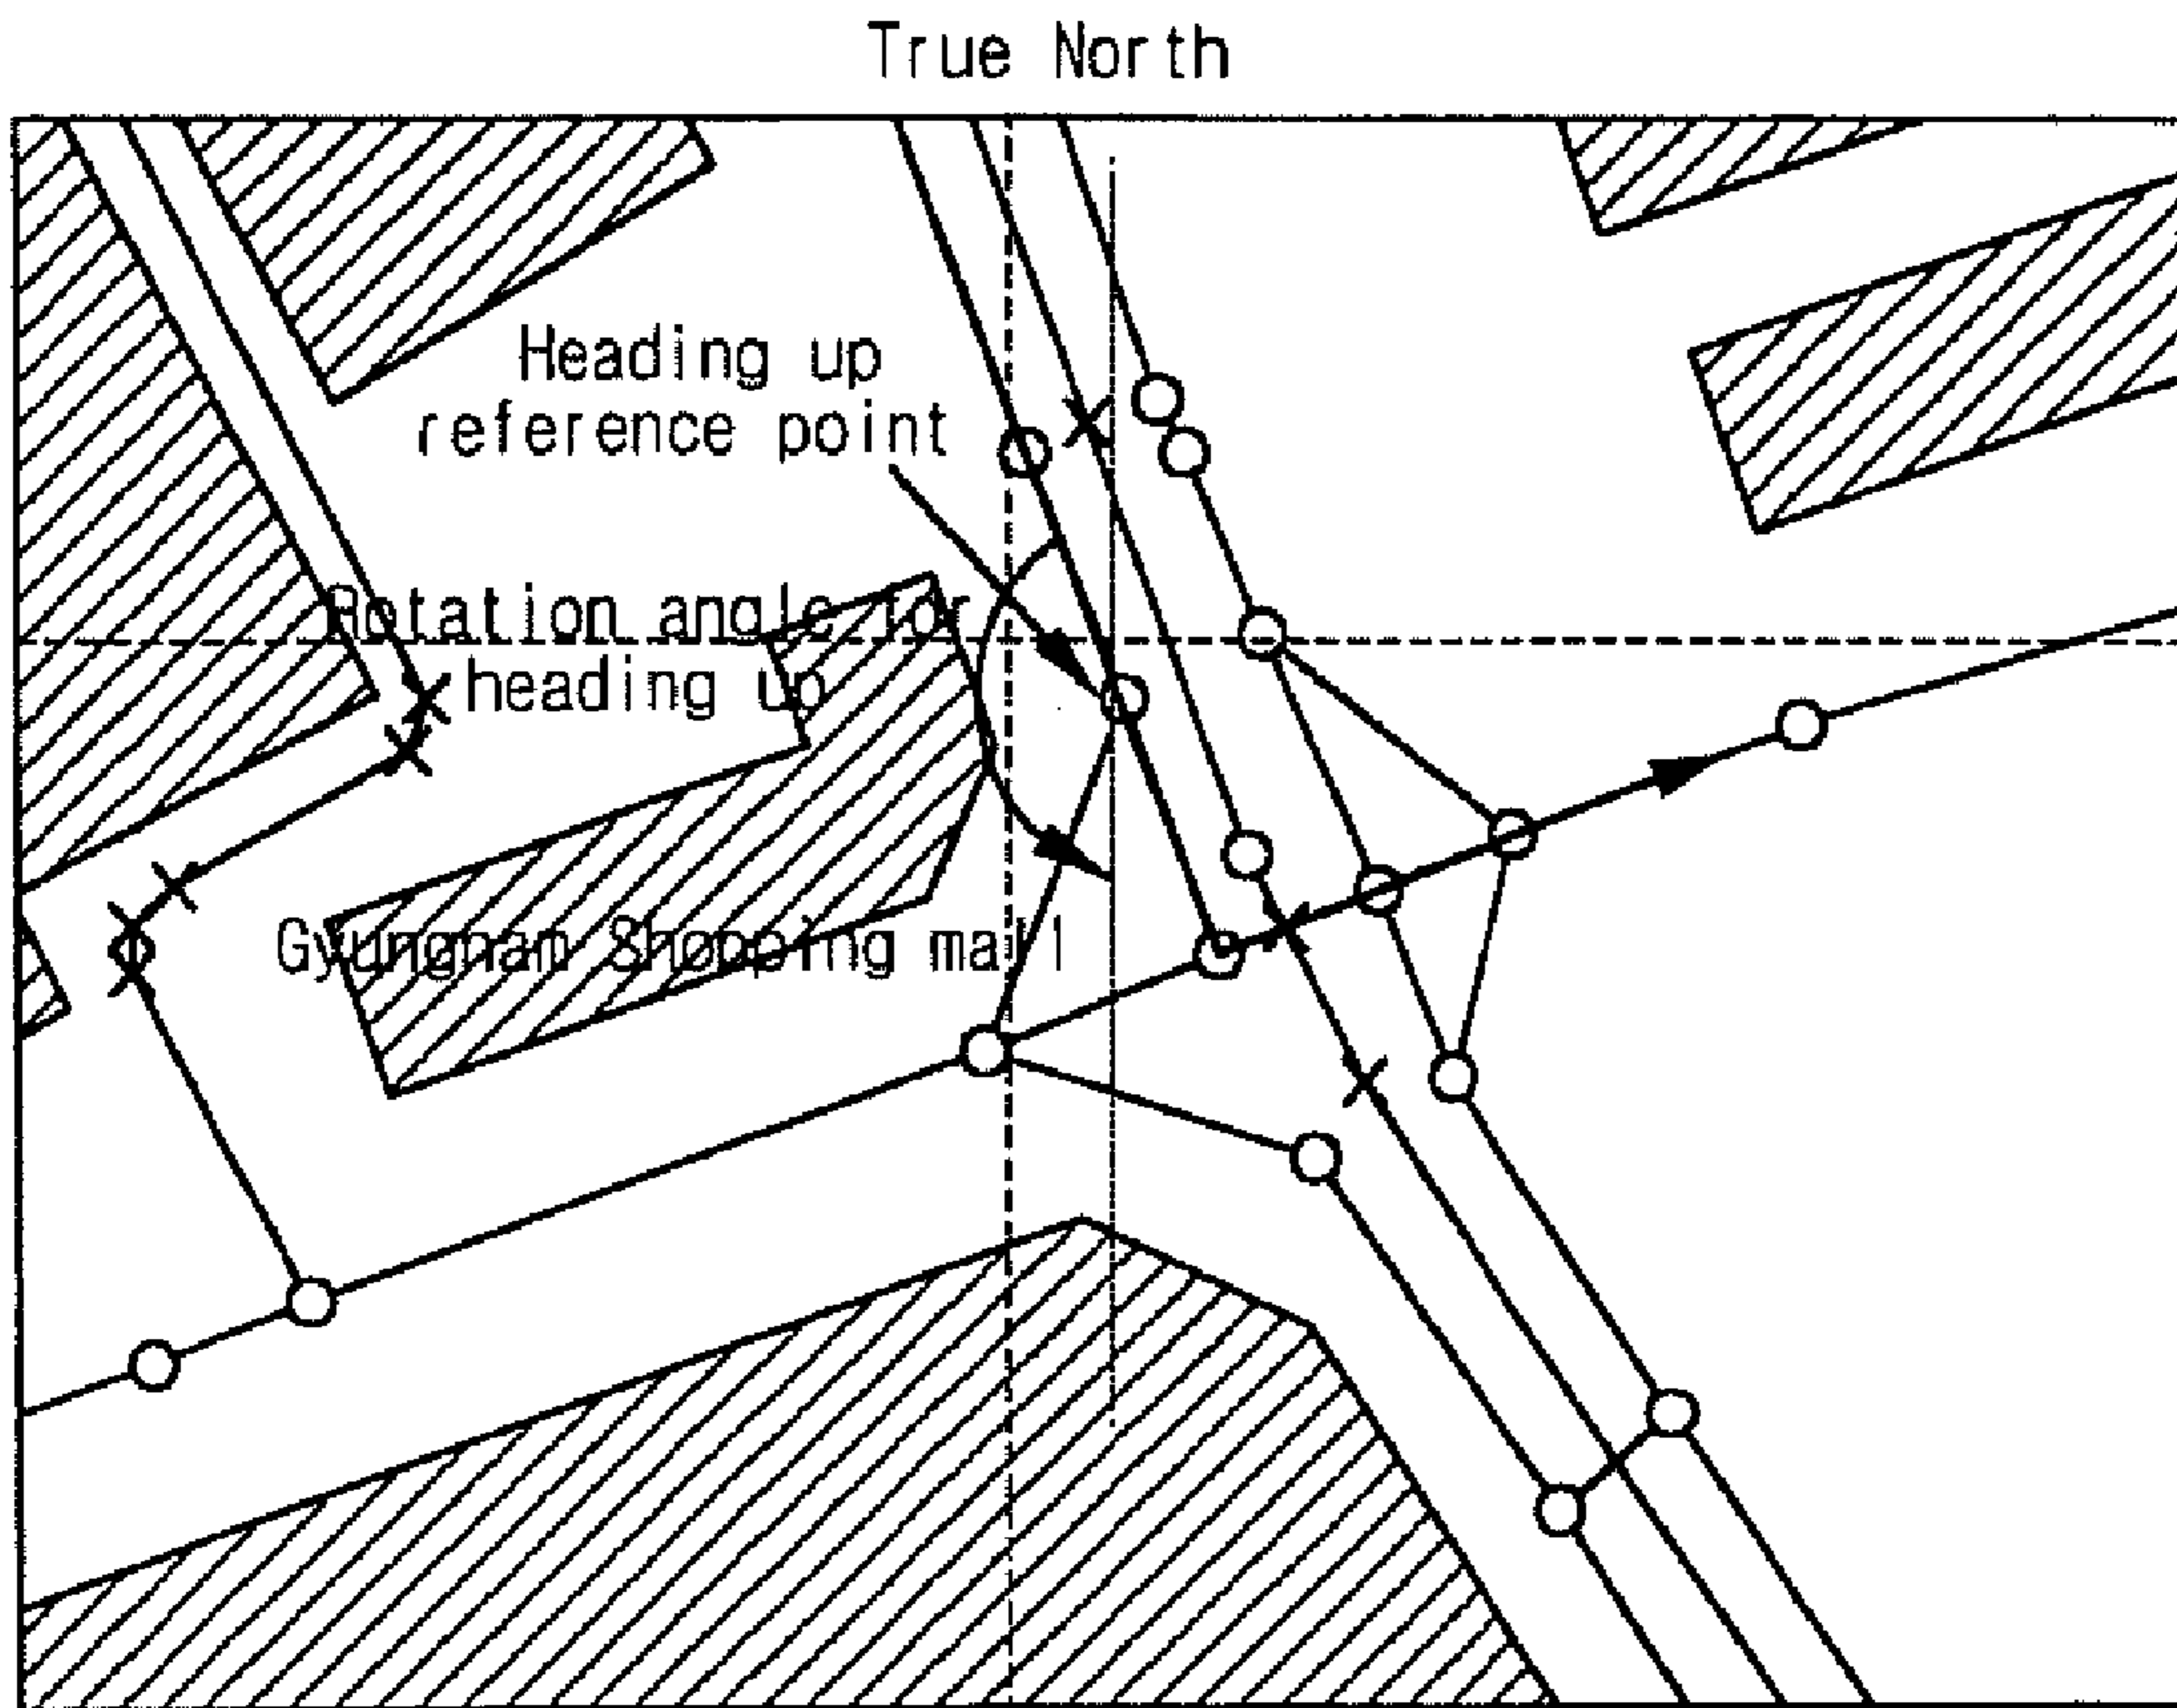 True North
Heading up
reference point
Rotation angle for
heading up
Gyungnam Shopping mall